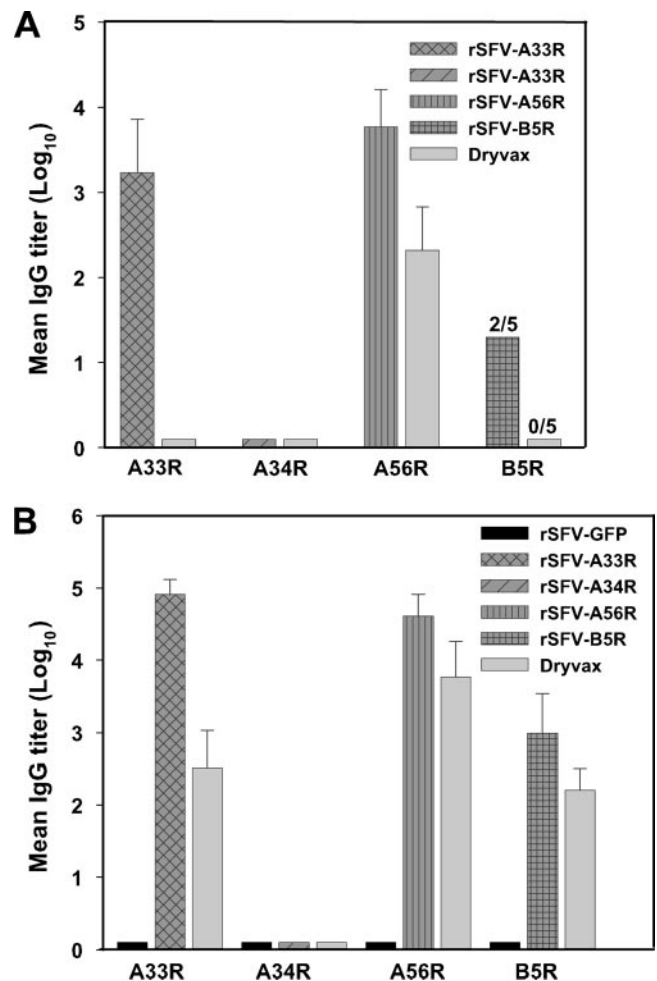 A
Mean IgG titer (Log10)
5
4
3
2
1
0
rSFV-A33R
rSFV-A33R
rSFV-A56R
rSFV-B5R
Dryvax
2/5
0/5
A33R A34R A56R B5R
B
Mean IgG titer (Log10)
6
5
4
3
2
1
0
rSFV-GFP
rSFV-A33R
rSFV-A34R
rSFV-A56R
rSFV-B5R
Dryvax
A33R A34R A56R B5R